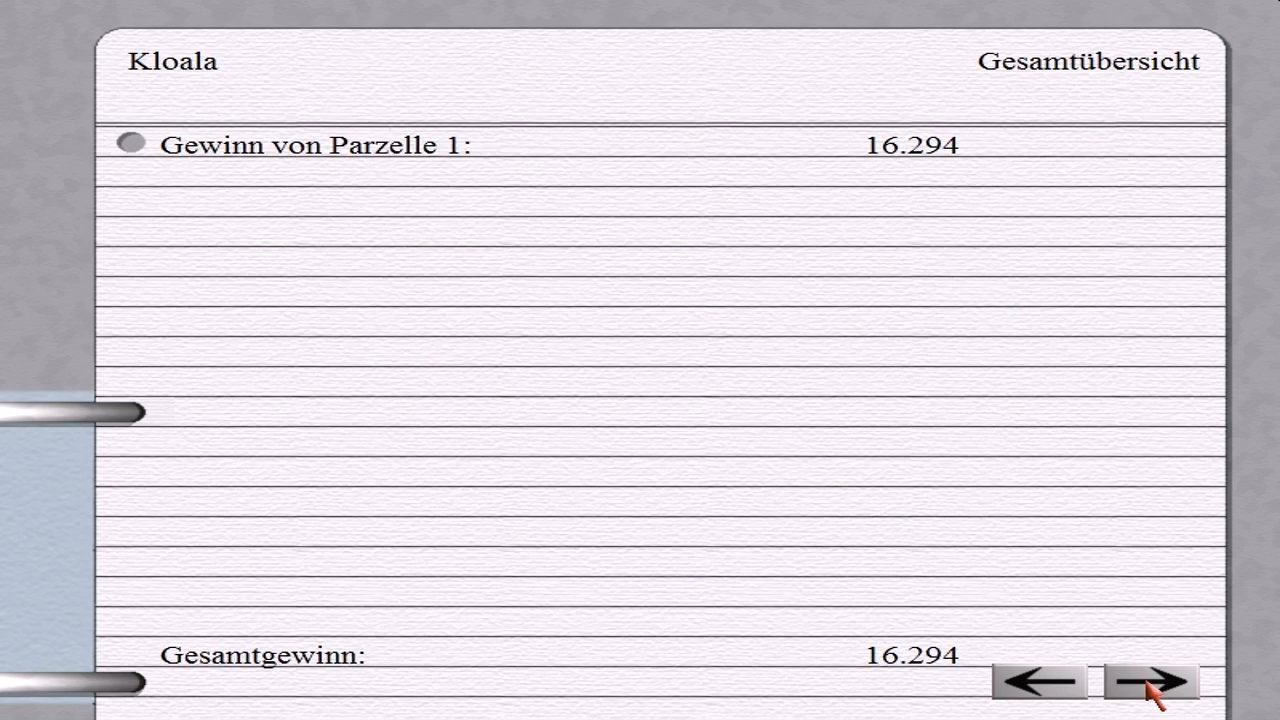 Kloala Gesamtübersicht
Gewinn von Parzelle 1: 16.294
Gesamtgewinn: 16.294